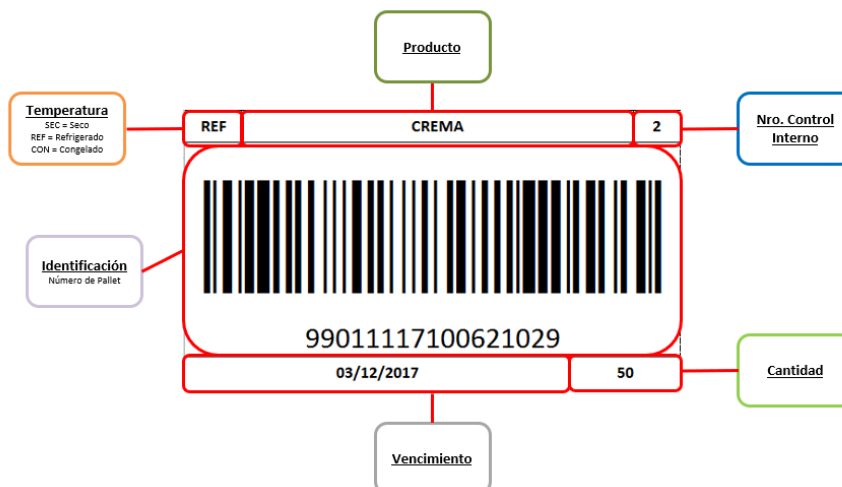 Producto
Temperatura
SEC = Seco
REF = Refrigerado
CON = Congelado
REF
CREMA
2
Nro. Control
Interno
Identificación
Número de Pallet
99011117100621029
03/12/2017
50
Cantidad
Vencimiento